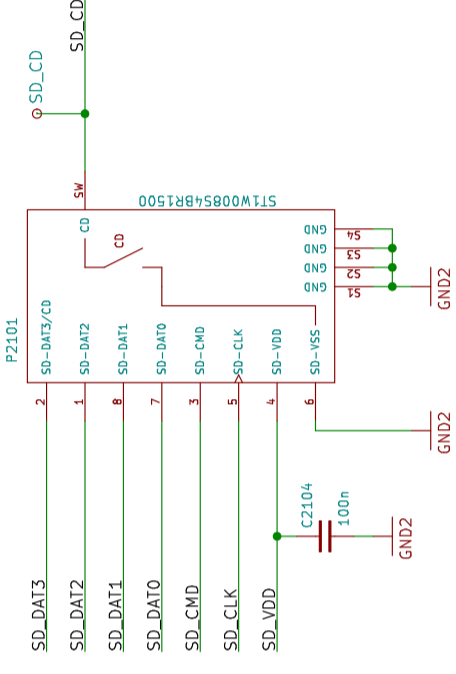 SD_CD
SD_CD
SW
ST1W008S4BR1500
CD
CD
P2101
SD-DAT3/CD
SD-DAT2
SD-DAT1
SD-DAT0
SD-CMD
SD-CLK
SD-VDD
SD-VSS
GND
GND
GND
GND
S4
S3
S2
S1
GND2
2
1
8
7
3
5
4
6
GND2
C2104
100n
GND2
SD_DAT3
SD_DAT2
SD_DAT1
SD_DAT0
SD_CMD
SD_CLK
SD_VDD